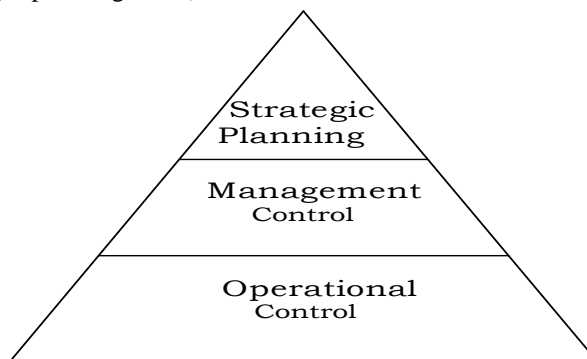 Strategic
Planning
Management
Control
Operational
Control